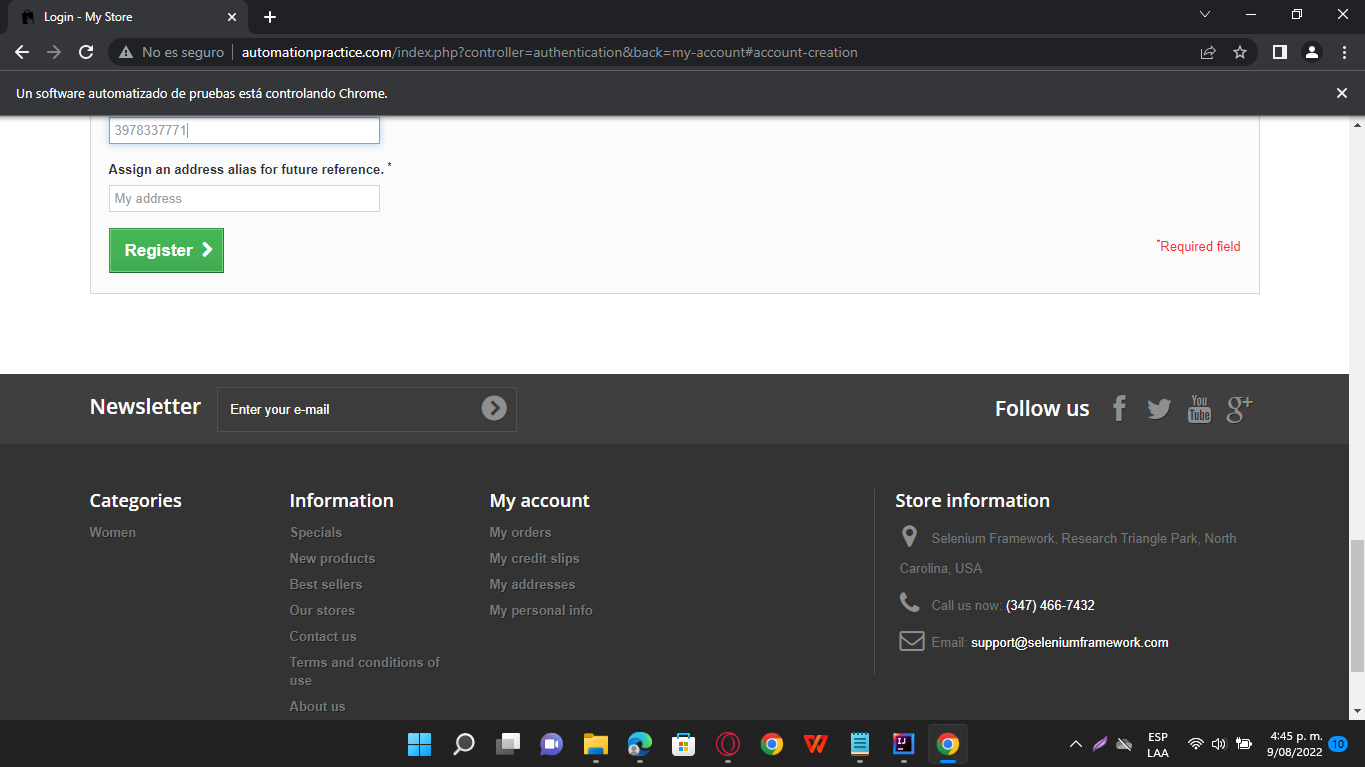 Login - My Store
No es seguro automationpractice.com/index.php?controller=authentication&back=my-account#account-creation
Un software automatizado de pruebas está controlando Chrome.
3978337771
Assign an address alias for future reference. *
My address
Register
*Required field
Newsletter
Enter your e-mail
Follow us
You
Tube
g+
Categories
Women
Information
Specials
New products
Best sellers
Our stores
Contact us
Terms and conditions of
use
About us
My account
My orders
My credit slips
My addresses
My personal info
Store information
Selenium Framework, Research Triangle Park, North
Carolina, USA
Call us now: (347) 466-7432
Email: support@seleniumframework.com
ESP
LAA
4:45 p. m.
9/08/2022
10